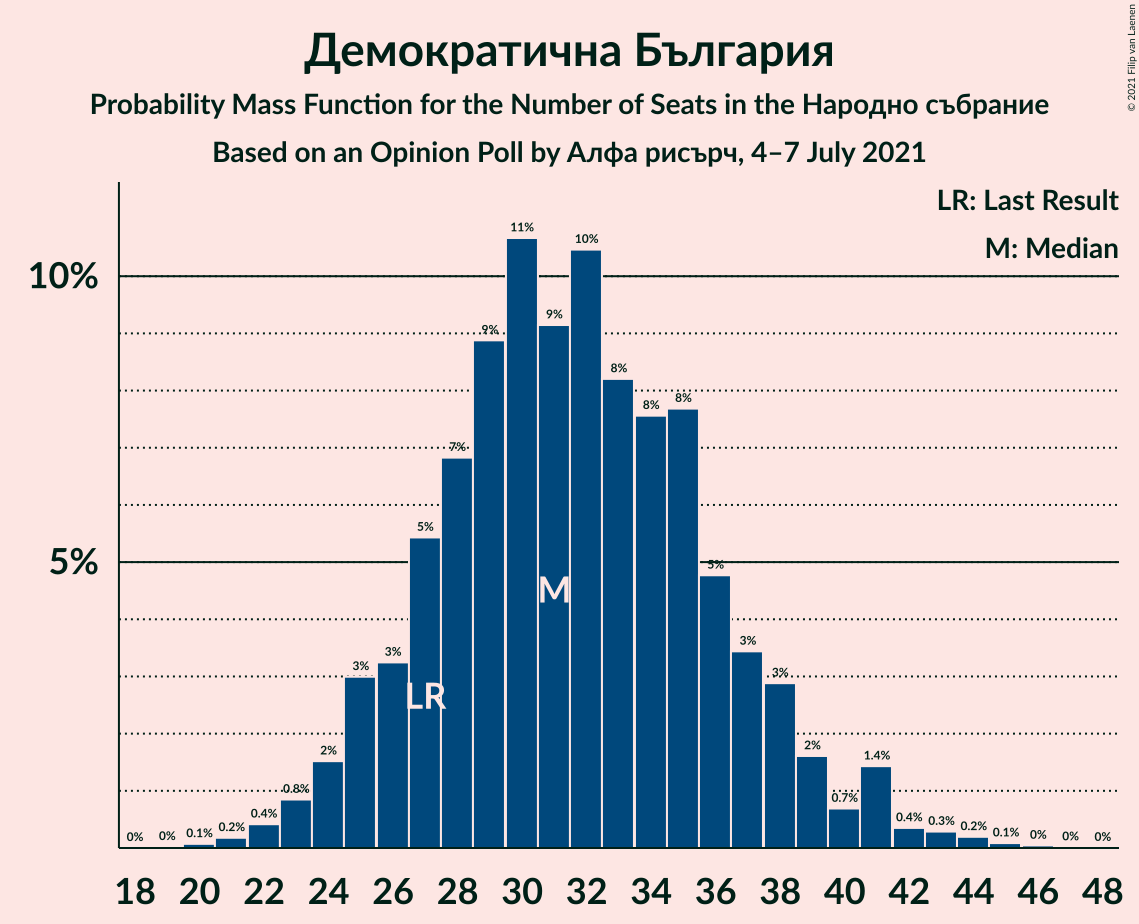 Демократична България
Probability Mass Function for the Number of Seats in the Народно събрание
Based on an Opinion Poll by Алфа рисърч, 4–7 July 2021
© 2021 Filip van Laenen
LR: Last Result
M: Median
10%
5%
0% 0% 0.1% 0.2% 0.4% 0.8% 2% 3% 3% 5% 7% 9% 11% 9% 10% 8% 8% 8% 5% 3% 3% 2% 0.7% 1.4% 0.4% 0.3% 0.2% 0.1% 0% 0% 0%
LR M
18 20 22 24 26 28 30 32 34 36 38 40 42 44 46 48